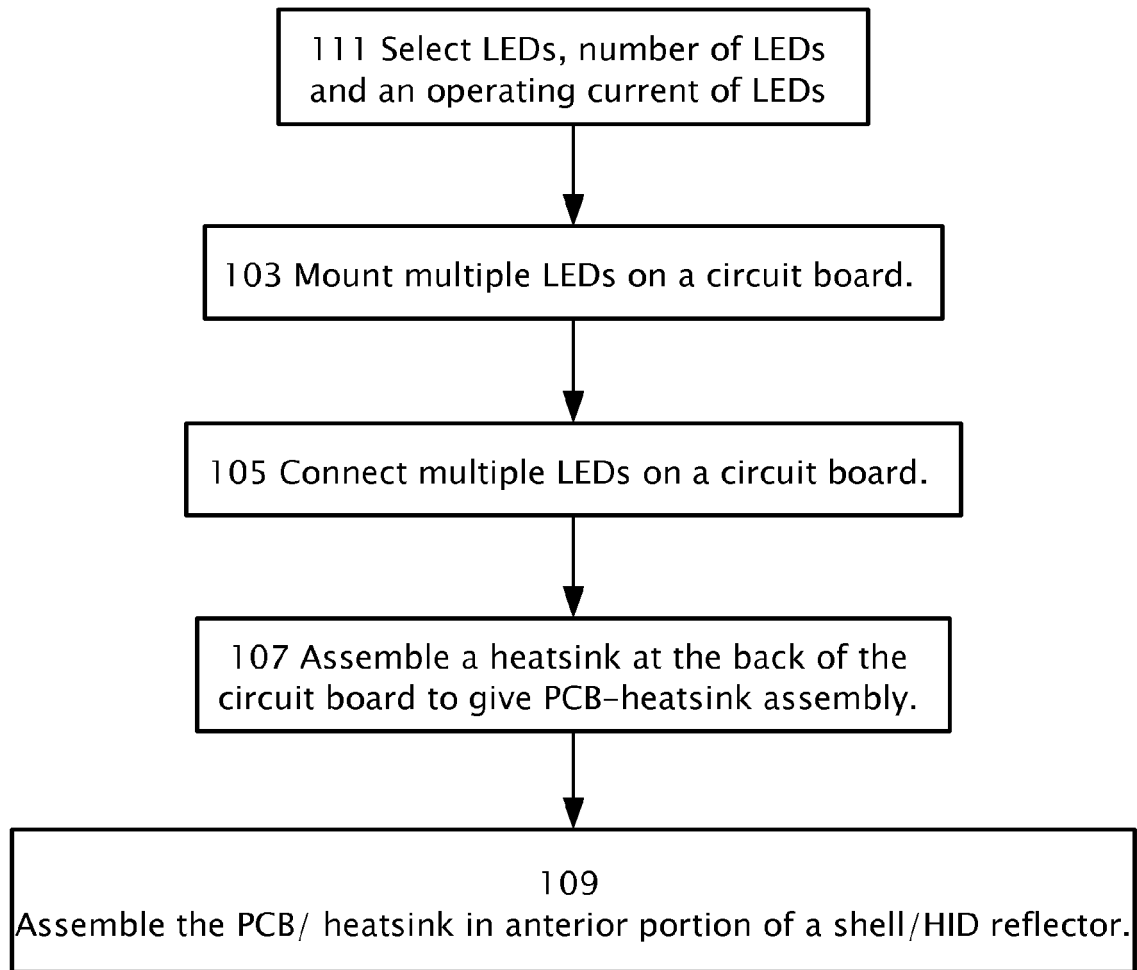 111 Select LEDs, number of LEDs
and an operating current of LEDs
103 Mount multiple LEDs on a circuit board.
105 Connect multiple LEDs on a circuit board.
107 Assemble a heatsink at the back of the
circuit board to give PCB-heatsink assembly.
109
Assemble the PCB/ heatsink in anterior portion of a shell/HID reflector.